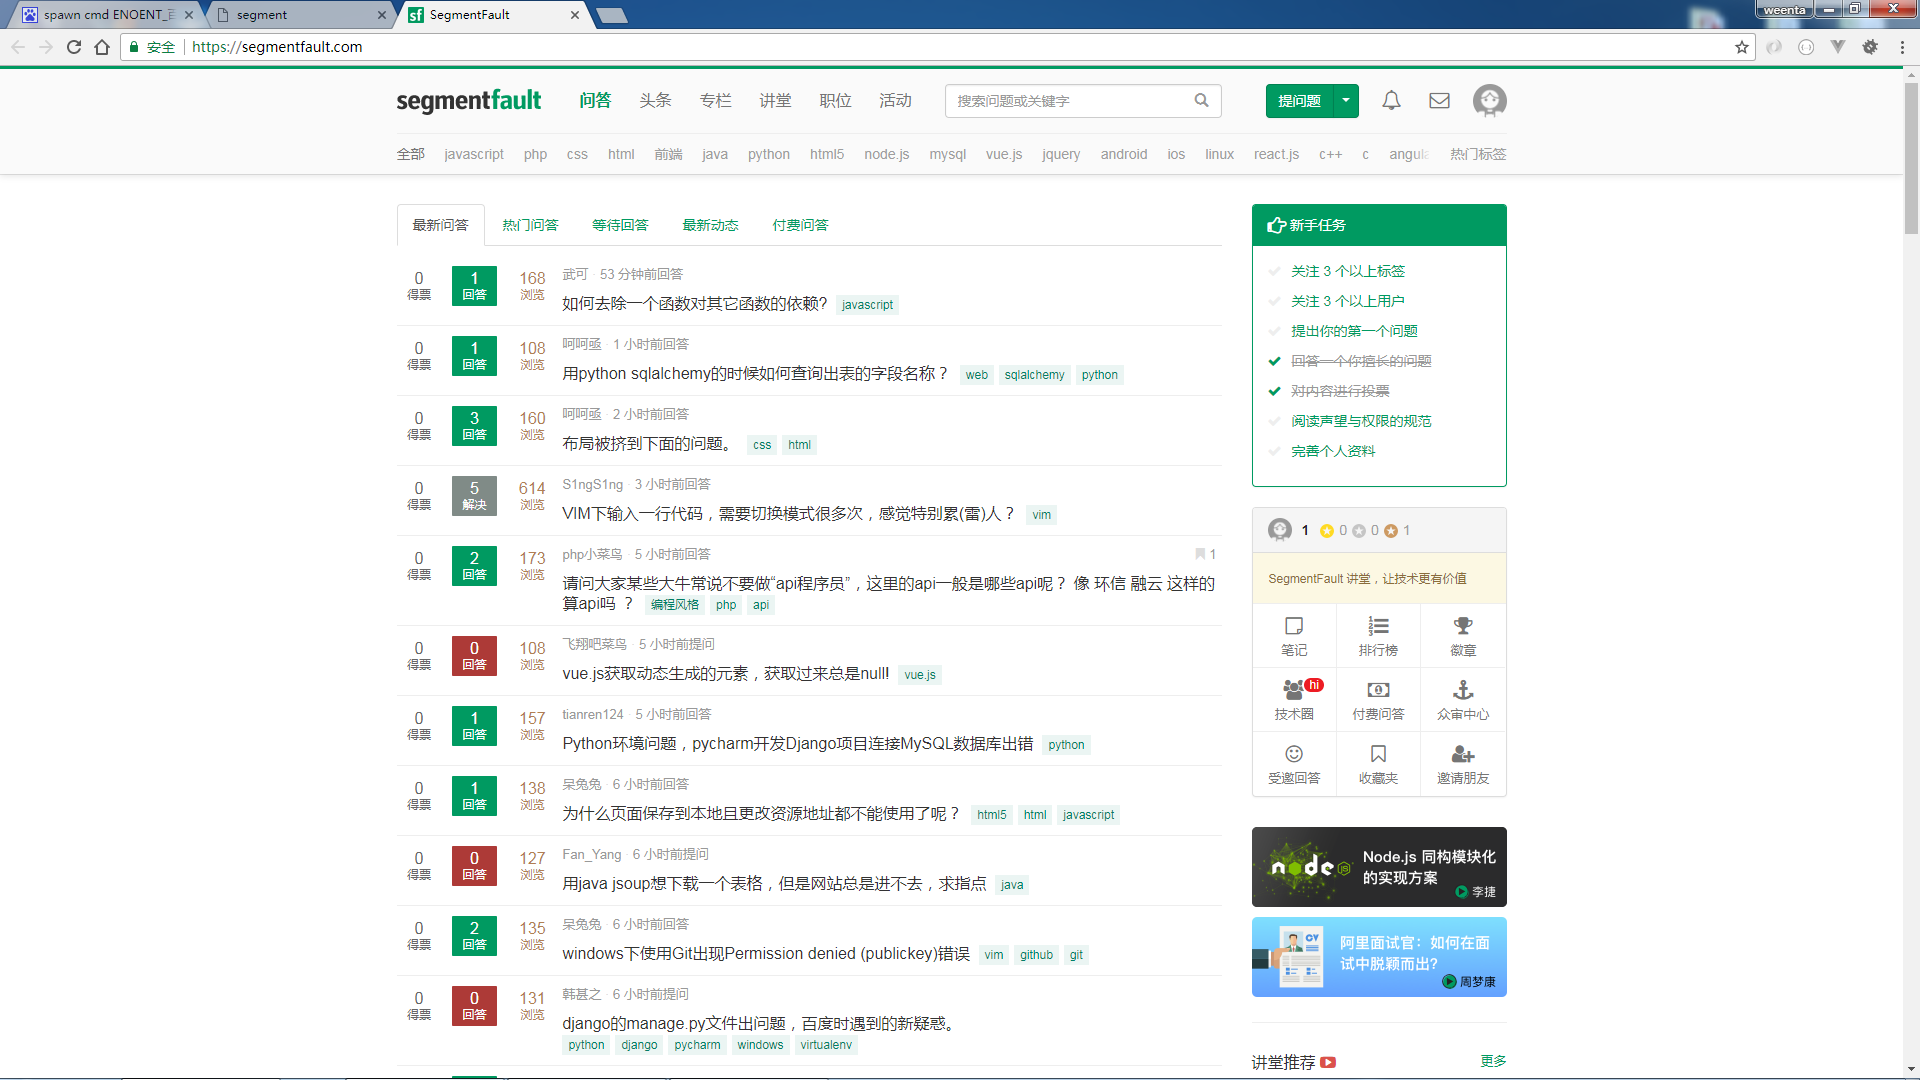 spawn cmd ENOENT_百
segment
SegmentFault
weenta
安全
https://segmentfault.com
segmentfault
问答 头条 专栏 讲堂 职位 活动
搜索问题或关键字
提问题
全部 javascript php css html 前端 java python html5 node.js mysql vue.js jquery android ios linux react.js c++ c angula 热门标签
最新问答 热门问答 等待回答 最新动态 付费问答
0 得票 1 回答 168 浏览
武可 · 53 分钟前回答
如何去除一个函数对其它函数的依赖? javascript
0 得票 1 回答 108 浏览
呵呵亟 · 1 小时前回答
用python sqlalchemy的时候如何查询出表的字段名称？ web sqlalchemy python
0 得票 3 回答 160 浏览
呵呵亟 · 2 小时前回答
布局被挤到下面的问题。 css html
0 得票 5 解决 614 浏览
S1ngS1ng · 3 小时前回答
VIM下输入一行代码，需要切换模式很多次，感觉特别累(雷)人？ vim
0 得票 2 回答 173 浏览
php小菜鸟 · 5 小时前回答
1
请问大家某些大牛常说不要做“api程序员”，这里的api一般是哪些api呢？ 像 环信 融云 这样的
算api吗 ？ 编程风格 php api
0 得票 0 回答 108 浏览
飞翔吧菜鸟 · 5 小时前提问
vue.js获取动态生成的元素，获取过来总是null! vue.js
0 得票 1 回答 157 浏览
tianren124 · 5 小时前回答
Python环境问题，pycharm开发Django项目连接MySQL数据库出错 python
0 得票 1 回答 138 浏览
呆兔兔 · 6 小时前回答
为什么页面保存到本地且更改资源地址都不能使用了呢？ html5 html javascript
0 得票 0 回答 127 浏览
Fan_Yang · 6 小时前提问
用java jsoup想下载一个表格，但是网站总是进不去，求指点 java
0 得票 2 回答 135 浏览
呆兔兔 · 6 小时前回答
windows下使用Git出现Permission denied (publickey)错误 vim github git
0 得票 0 回答 131 浏览
韩甚之 · 6 小时前提问
django的manage.py文件出问题，百度时遇到的新疑惑。
python django pycharm windows virtualenv
新手任务
关注 3 个以上标签
关注 3 个以上用户
提出你的第一个问题
回答一个你擅长的问题
对内容进行投票
阅读声望与权限的规范
完善个人资料
1 0 0 1
SegmentFault 讲堂，让技术更有价值
笔记 排行榜 徽章
hi
技术圈 付费问答 众审中心
受邀回答 收藏夹 邀请朋友
node JS
Node.js 同构模块化
的实现方案
李捷
CV
阿里面试官：如何在面
试中脱颖而出？
周梦康
讲堂推荐
更多